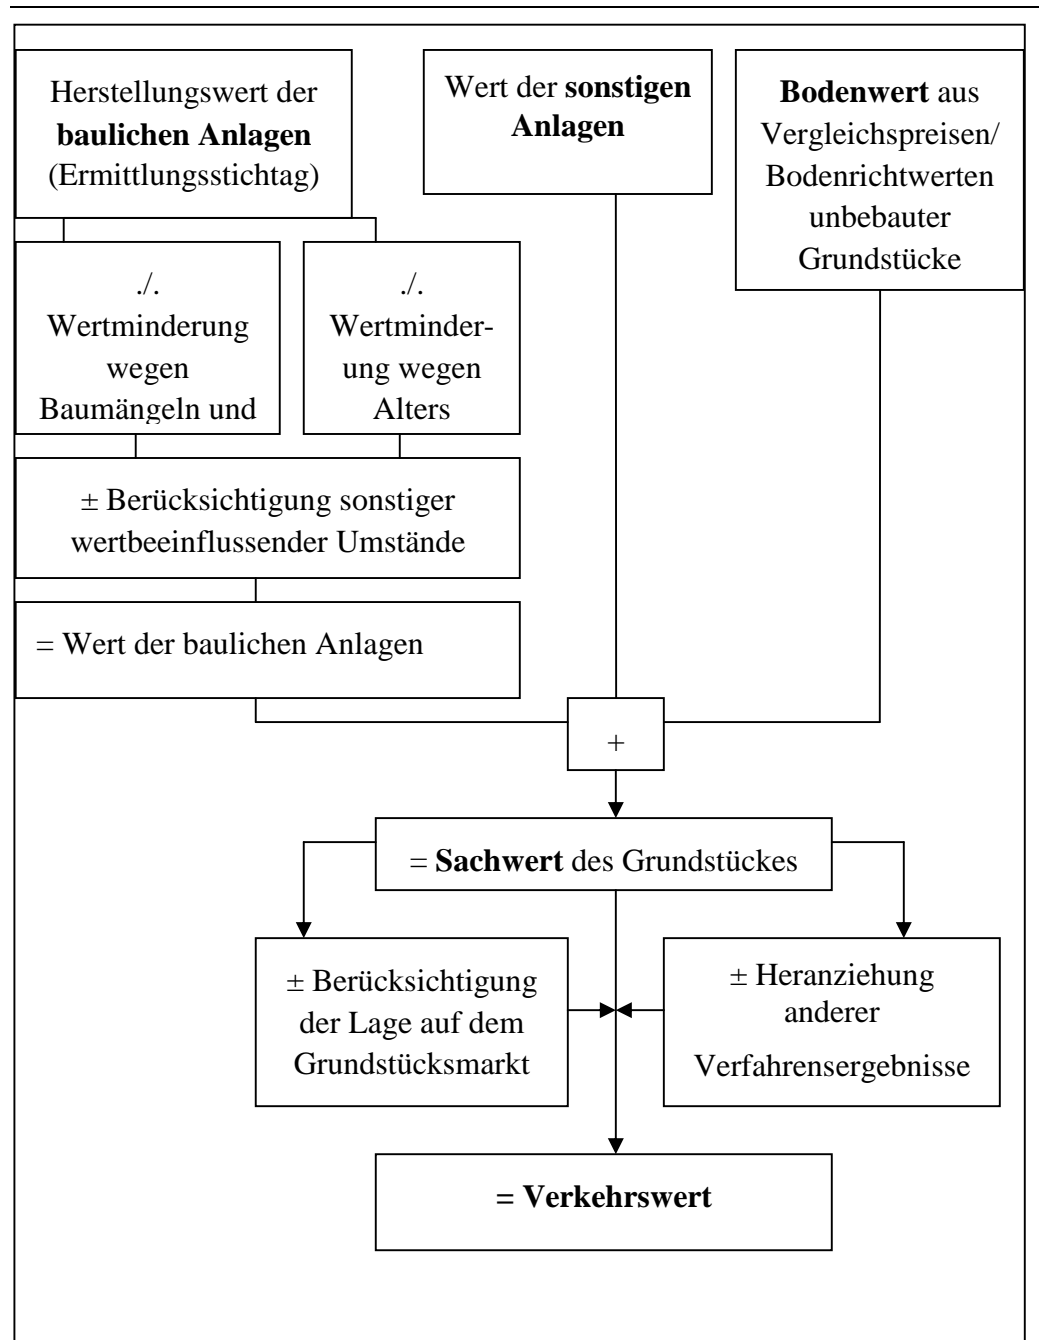 Herstellungswert der
baulichen Anlagen
(Ermittlungsstichtag)
Wert der sonstigen
Anlagen
Bodenwert aus
Vergleichspreisen/
Bodenrichtwerten
unbebauter
Grundstücke
./.
Wertminderung
wegen
Baumängeln und
./.
Wertminder-
ung wegen
Alters
± Berücksichtigung sonstiger
wertbeeinflussender Umstände
= Wert der baulichen Anlagen
+
= Sachwert des Grundstückes
± Berücksichtigung
der Lage auf dem
Grundstücksmarkt
± Heranziehung
anderer
Verfahrensergebnisse
= Verkehrswert